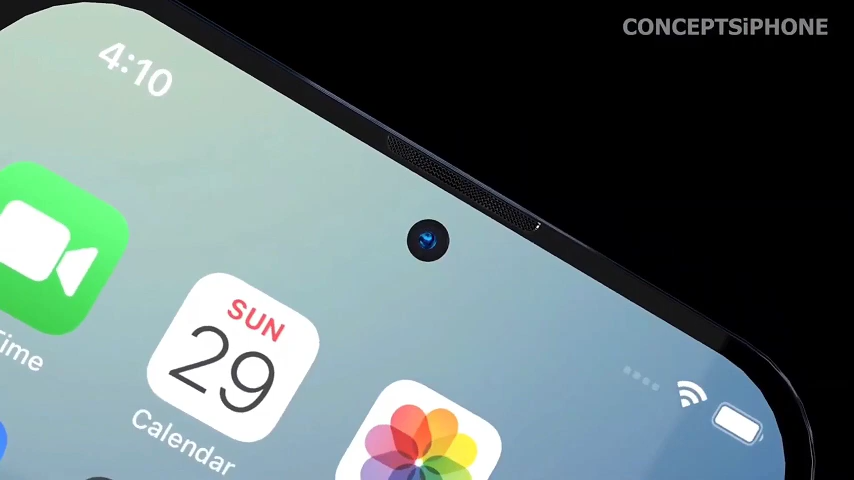 CONCEPTSiPHONE
4:10
Time
SUN
29
Calendar